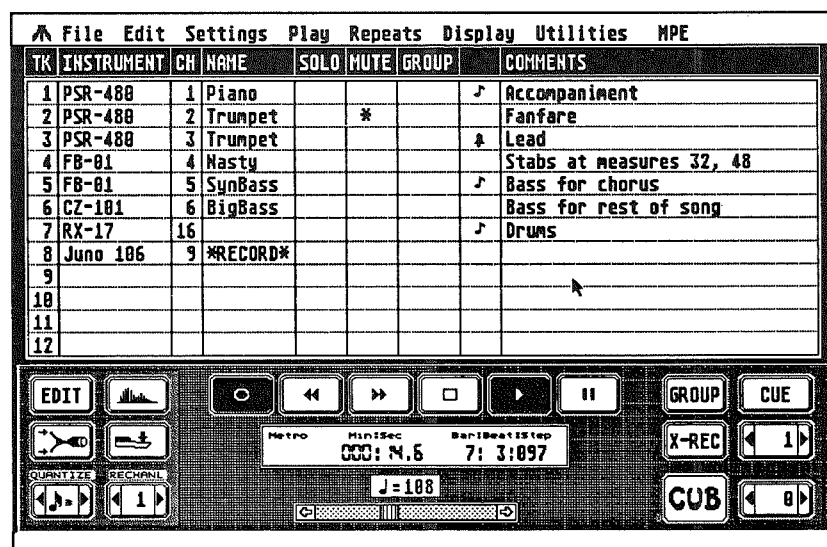 File Edit Settings Play Repeats Display Utilities MPE
TK INSTRUMENT CH NAME SOLO MUTE GROUP COMMENTS
1 PSR-480 1 Piano ♪ Accompaniment
2 PSR-480 2 Trumpet * Fanfare
3 PSR-480 3 Trumpet Lead
4 FB-01 4 Nasty Stabs at measures 32, 48
5 FB-01 5 SynBass ♪ Bass for chorus
6 CZ-101 6 BigBass Bass for rest of song
7 RX-17 16 ♪ Drums
8 Juno 106 9 *RECORD*
9
10
11
12
EDIT GROUP CUE
Metro Min:Sec Bar|Beat|Step
7: 3:097
X-REC 1
QUANTIZE RECHANL
1
♩=108
CUB 0